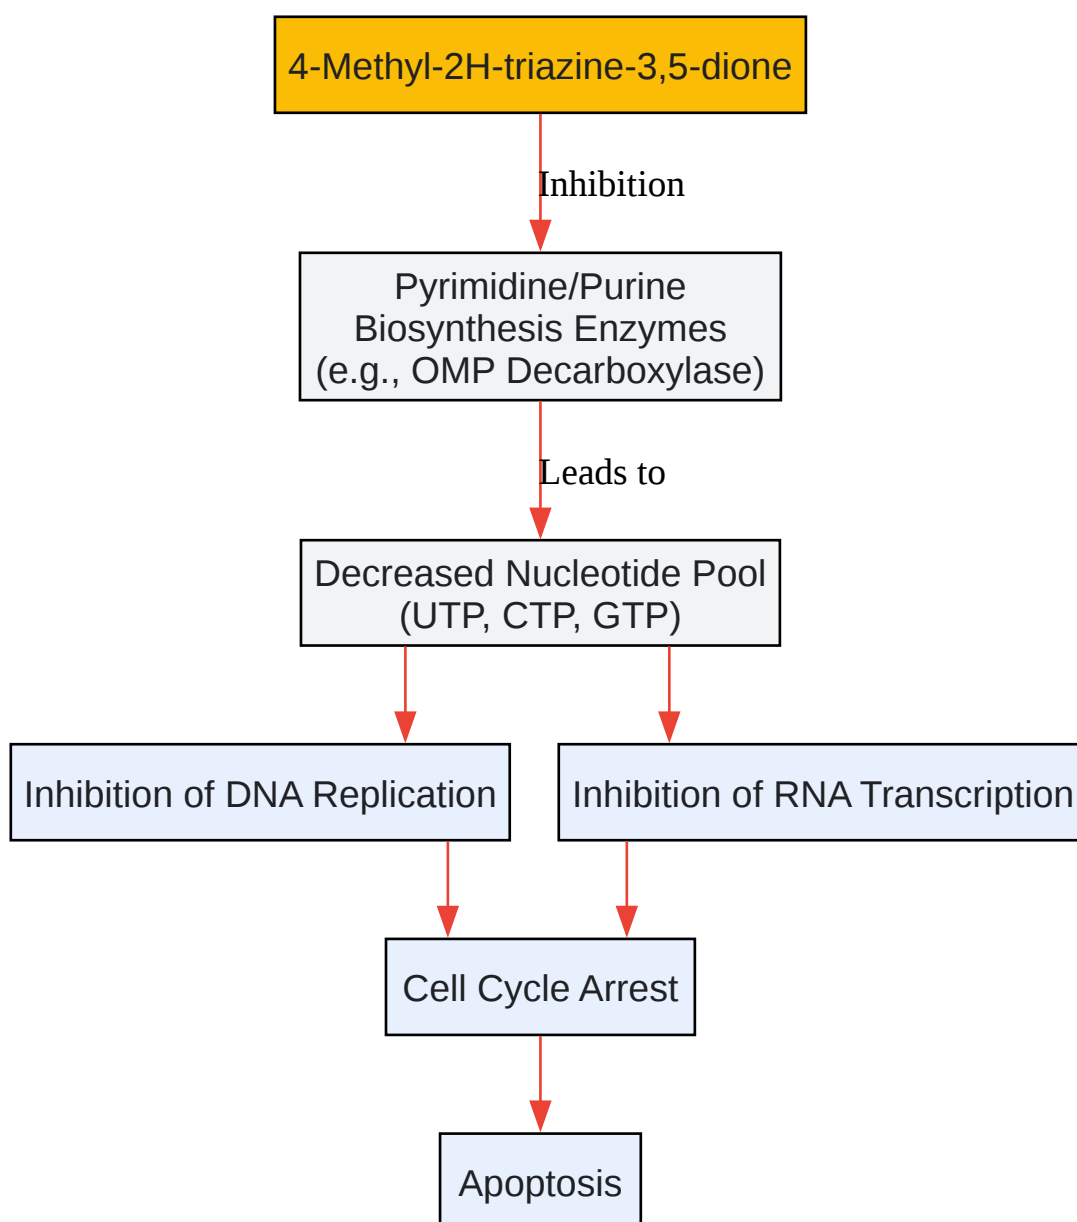 4-Methyl-2H-triazine-3,5-dione
Inhibition
Pyrimidine/Purine
Biosynthesis Enzymes
(e.g., OMP Decarboxylase)
Leads to
Decreased Nucleotide Pool
(UTP, CTP, GTP)
Inhibition of DNA Replication
Inhibition of RNA Transcription
Cell Cycle Arrest
Apoptosis